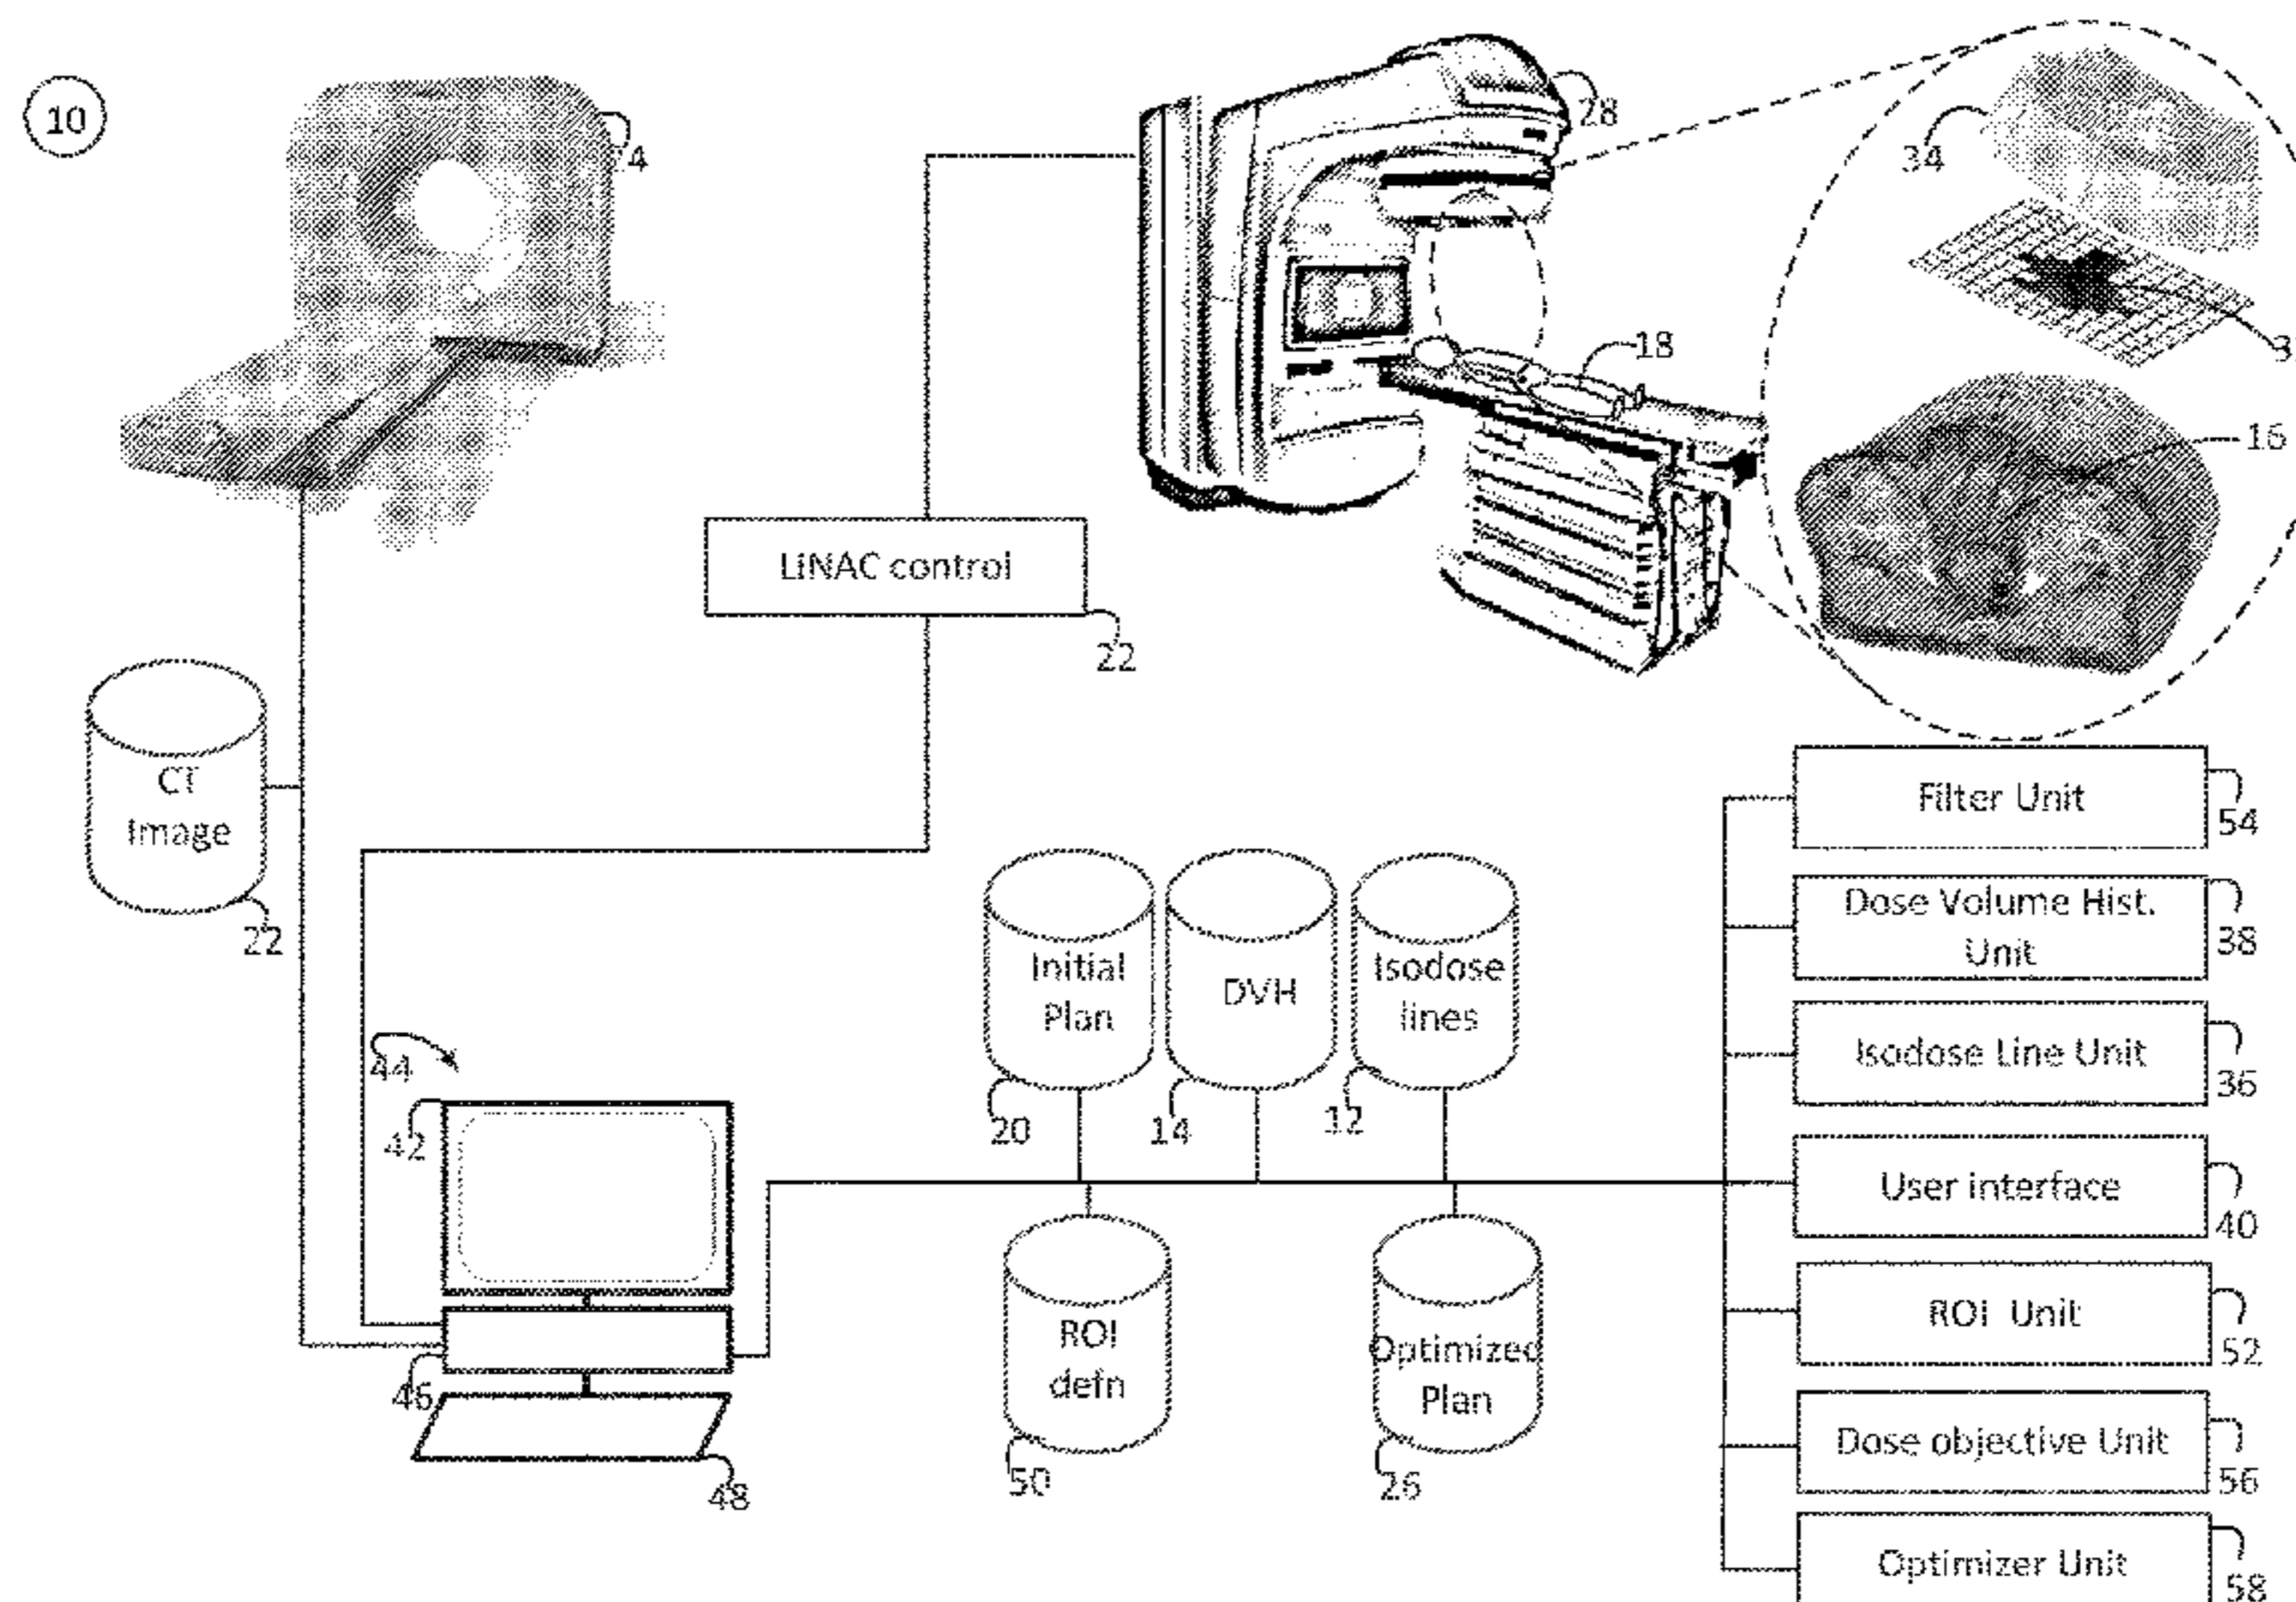 10
4
28
34
3
18
16
LINAC control
22
CT
Image
22
Filter Unit
54
Dose Volume Hist.
Unit
38
Initial
Plan
DVH
Isodose
lines
Isodose Line Unit
36
44
42
20
14
12
User interface
40
ROI
defn
Optimized
Plan
ROI Unit
52
46
Dose objective Unit
56
48
50
26
Optimizer Unit
58